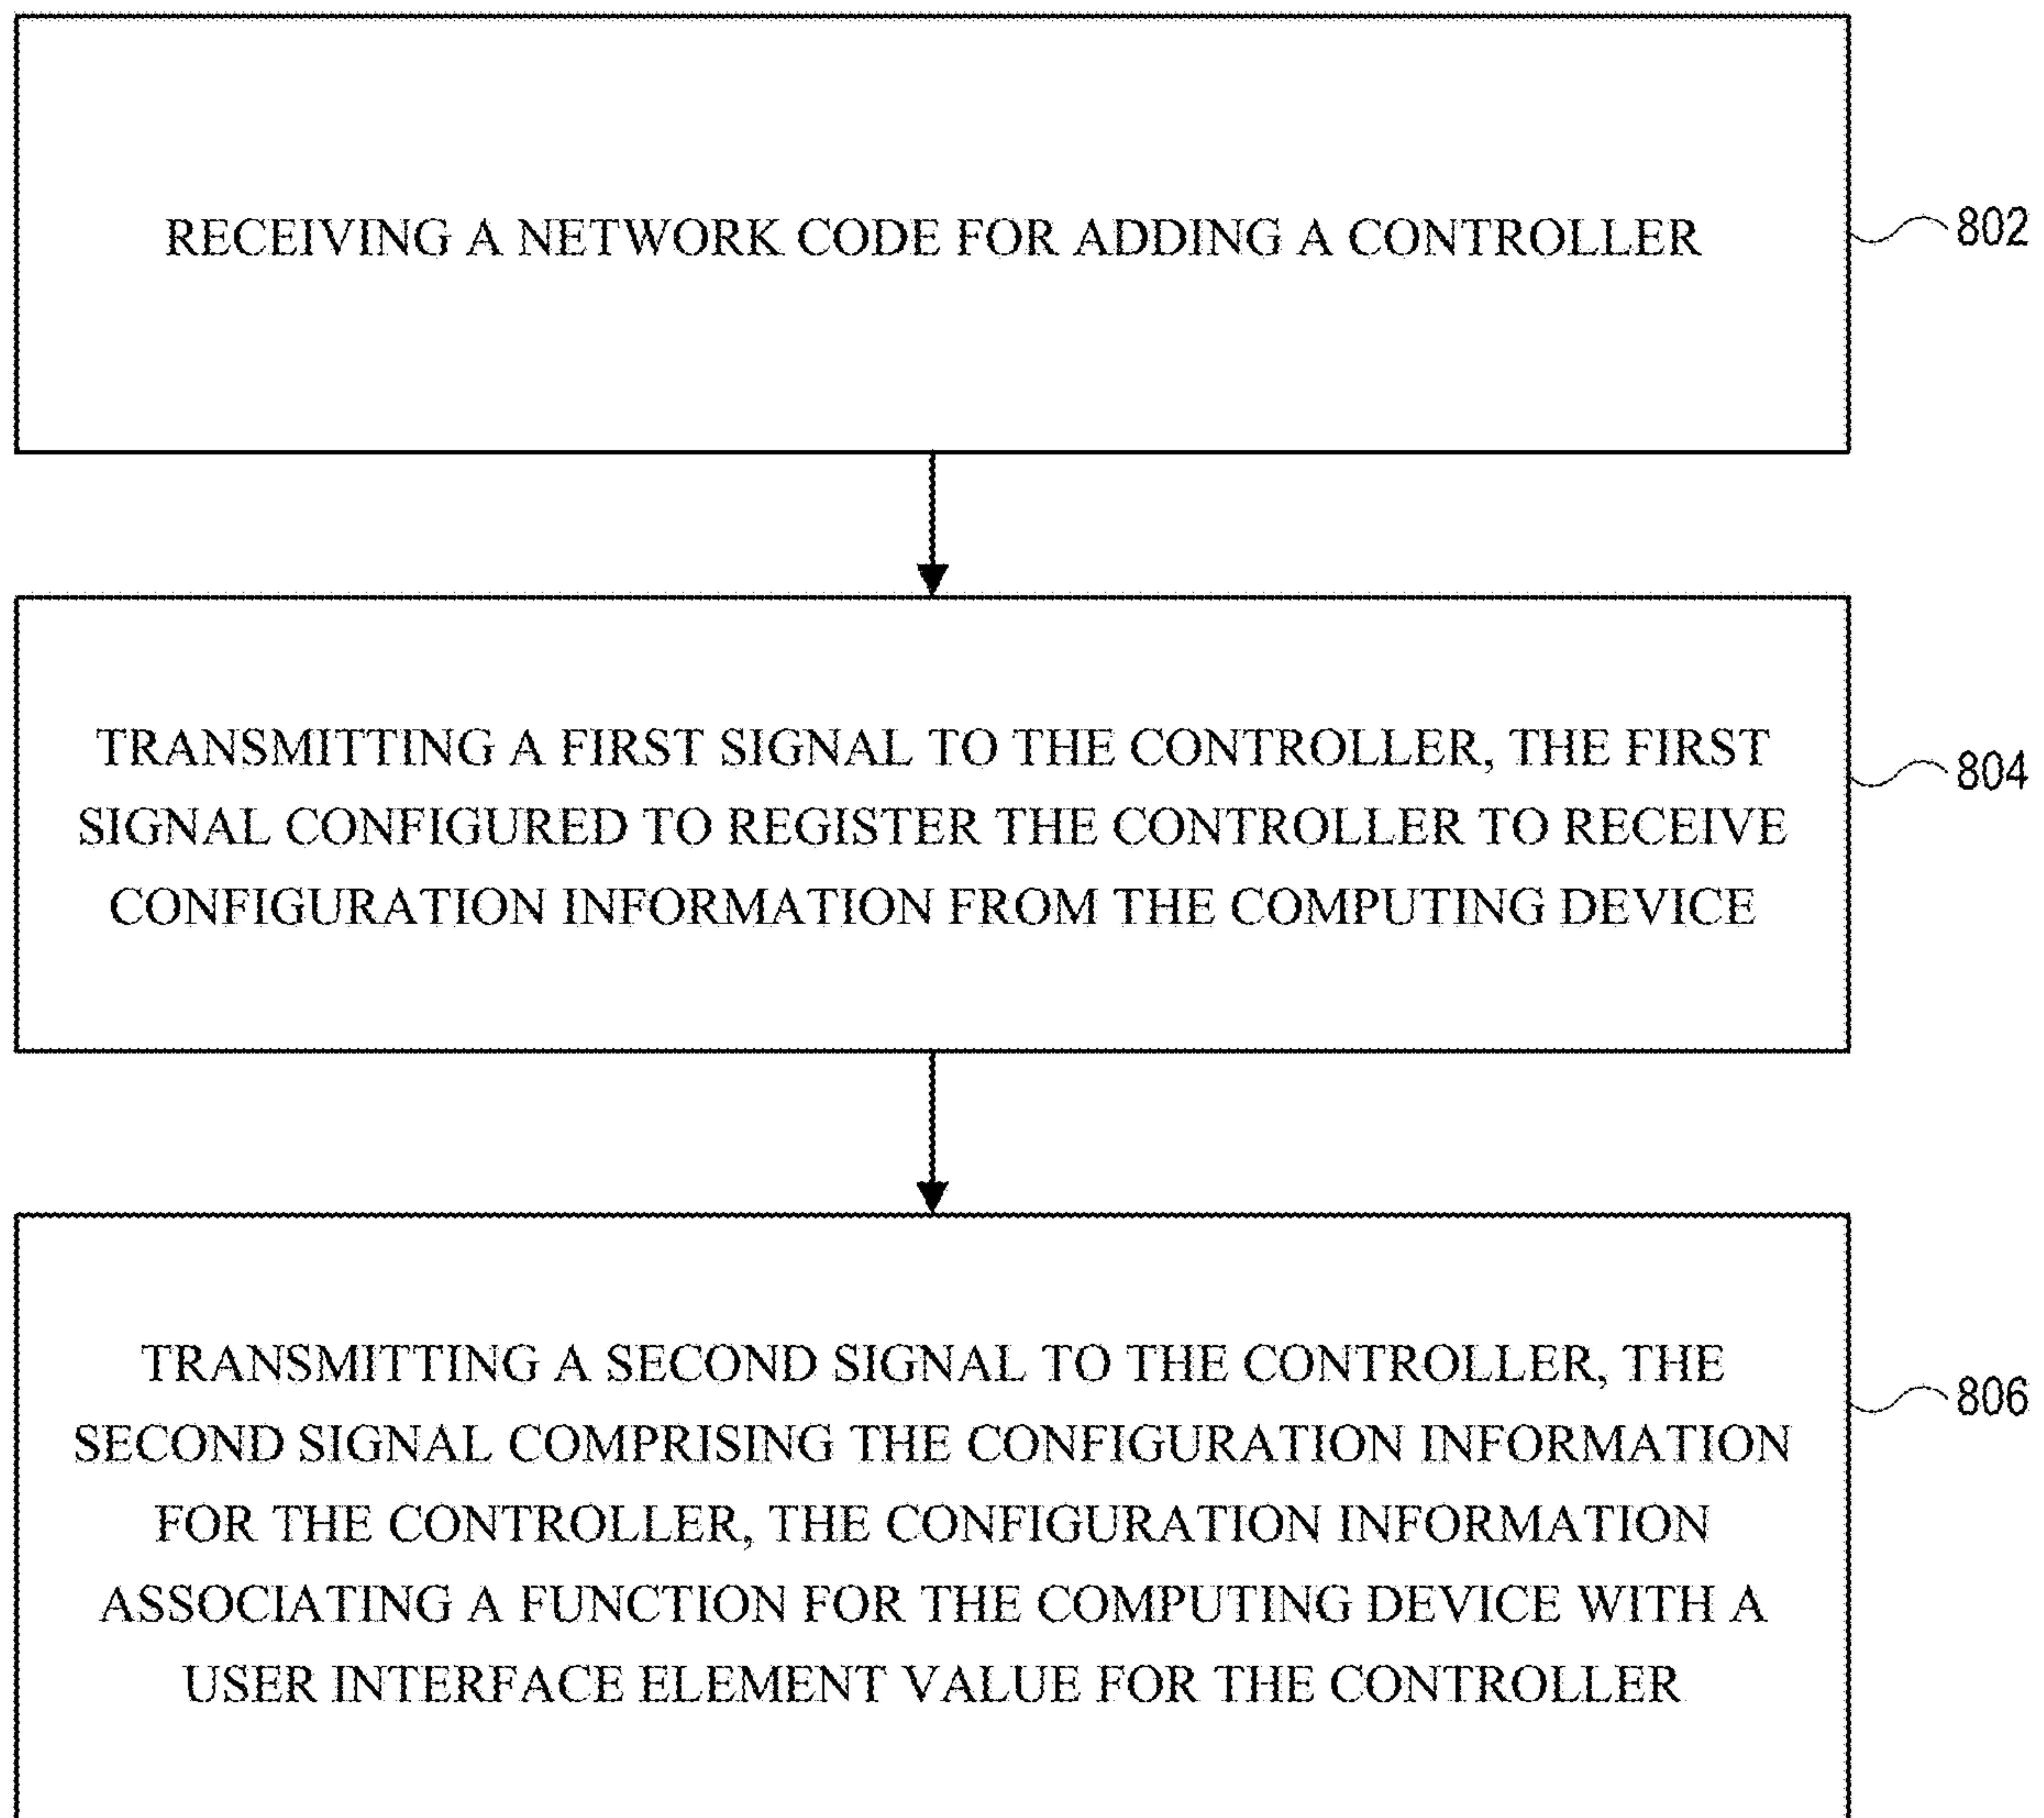 RECEIVING A NETWORK CODE FOR ADDING A CONTROLLER
802
TRANSMITTING A FIRST SIGNAL TO THE CONTROLLER, THE FIRST
SIGNAL CONFIGURED TO REGISTER THE CONTROLLER TO RECEIVE
CONFIGURATION INFORMATION FROM THE COMPUTING DEVICE
804
TRANSMITTING A SECOND SIGNAL TO THE CONTROLLER, THE
SECOND SIGNAL COMPRISING THE CONFIGURATION INFORMATION
FOR THE CONTROLLER, THE CONFIGURATION INFORMATION
ASSOCIATING A FUNCTION FOR THE COMPUTING DEVICE WITH A
USER INTERFACE ELEMENT VALUE FOR THE CONTROLLER
806